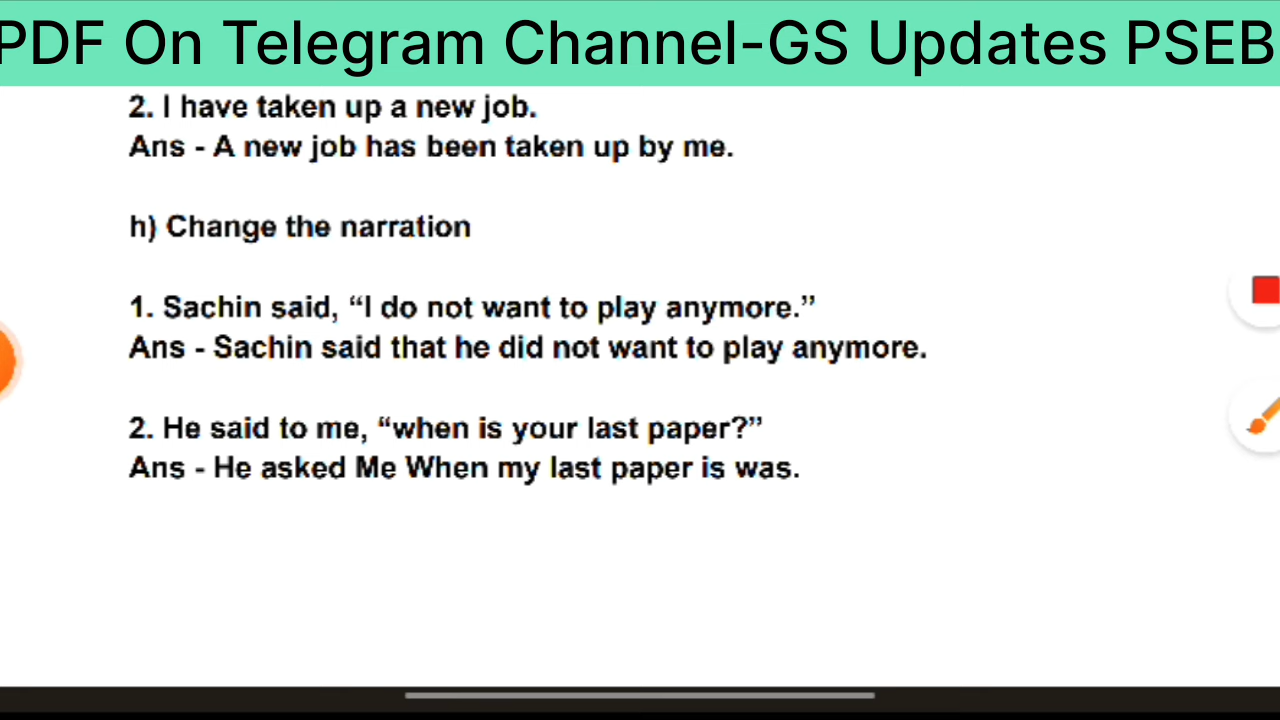 PDF On Telegram Channel-GS Updates PSEB
2. I have taken up a new job.
Ans - A new job has been taken up by me.
h) Change the narration
1. Sachin said, “I do not want to play anymore.”
Ans - Sachin said that he did not want to play anymore.
2. He said to me, “when is your last paper?”
Ans - He asked Me When my last paper is was.